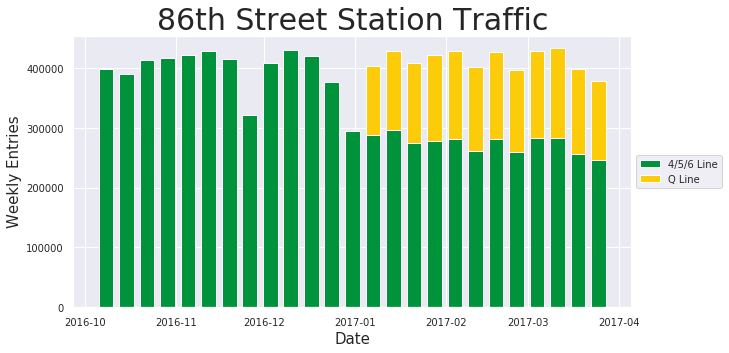 86th Street Station Traffic
Weekly Entries
400000
300000
200000
100000
0
2016-10
2016-11
2016-12
2017-01
2017-02
2017-03
2017-04
Date
4/5/6 Line
Q Line